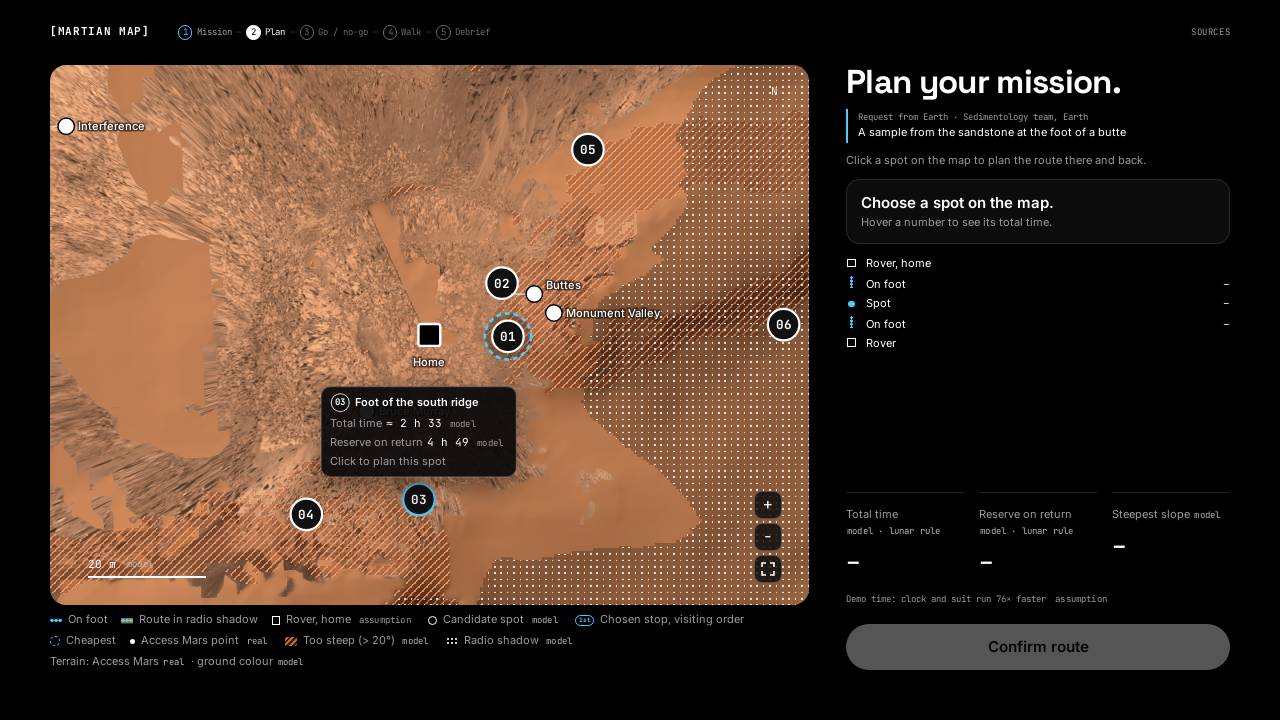 [MARTIAN MAP]
1 Mission – 2 Plan – 3 Go / no-go – 4 Walk – 5 Debrief
SOURCES
N
Interference
05
02
Buttes
Monument Valley,
01
06
Home
03 Foot of the south ridge
Total time ≈ 2 h 33 model
Reserve on return 4 h 49 model
Click to plan this spot
03
04
20 m model
+
–
On foot Route in radio shadow Rover, home assumption Candidate spot model 1st Chosen stop, visiting order
Cheapest Access Mars point real Too steep (> 20°) model Radio shadow model
Terrain: Access Mars real · ground colour model
Plan your mission.
Request from Earth · Sedimentology team, Earth
A sample from the sandstone at the foot of a butte
Click a spot on the map to plan the route there and back.
Choose a spot on the map.
Hover a number to see its total time.
Rover, home
On foot –
Spot –
On foot –
Rover
Total time
model · lunar rule
–
Reserve on return
model · lunar rule
–
Steepest slope model
–
Demo time: clock and suit run 76× faster assumption
Confirm route